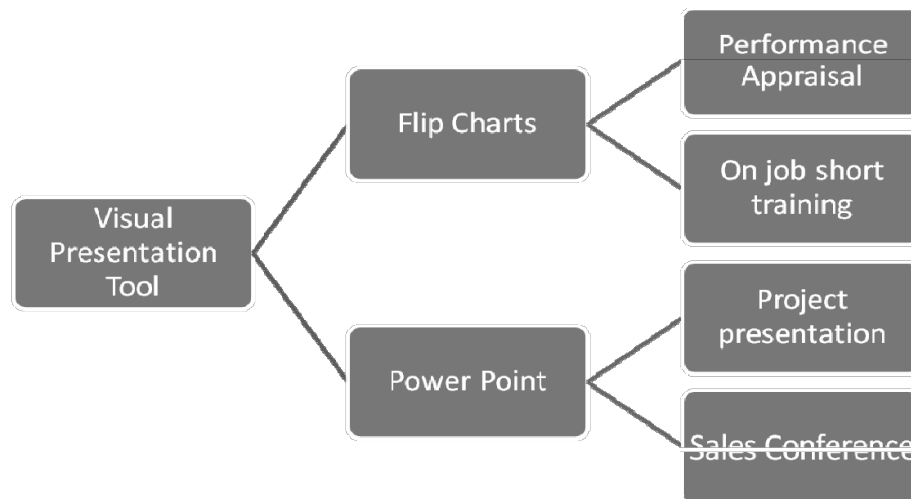 Visual
Presentation
Tool
Flip Charts
Power Point
Performance
Appraisal
On job short
training
Project
presentation
Sales Conference